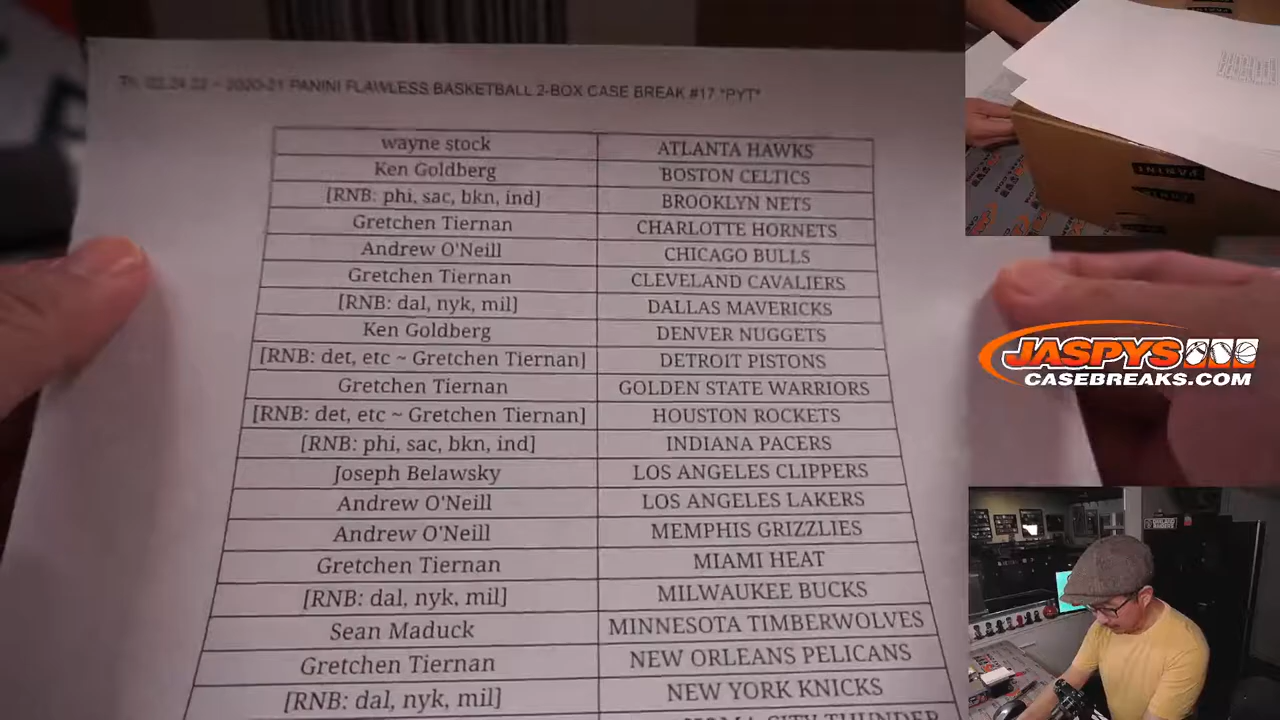 02.24.22 ~ 2020-21 PANINI FLAWLESS BASKETBALL 2-BOX CASE BREAK #17 *PYT*
wayne stock ATLANTA HAWKS
Ken Goldberg BOSTON CELTICS
[RNB: phi, sac, bkn, ind] BROOKLYN NETS
Gretchen Tiernan CHARLOTTE HORNETS
Andrew O'Neill CHICAGO BULLS
Gretchen Tiernan CLEVELAND CAVALIERS
[RNB: dal, nyk, mil] DALLAS MAVERICKS
Ken Goldberg DENVER NUGGETS
[RNB: det, etc ~ Gretchen Tiernan] DETROIT PISTONS
Gretchen Tiernan GOLDEN STATE WARRIORS
[RNB: det, etc ~ Gretchen Tiernan] HOUSTON ROCKETS
[RNB: phi, sac, bkn, ind] INDIANA PACERS
Joseph Belawsky LOS ANGELES CLIPPERS
Andrew O'Neill LOS ANGELES LAKERS
Andrew O'Neill MEMPHIS GRIZZLIES
Gretchen Tiernan MIAMI HEAT
[RNB: dal, nyk, mil] MILWAUKEE BUCKS
Sean Maduck MINNESOTA TIMBERWOLVES
Gretchen Tiernan NEW ORLEANS PELICANS
[RNB: dal, nyk, mil] NEW YORK KNICKS
THUNDER
PANINI
JASPYS
CASEBREAKS.COM